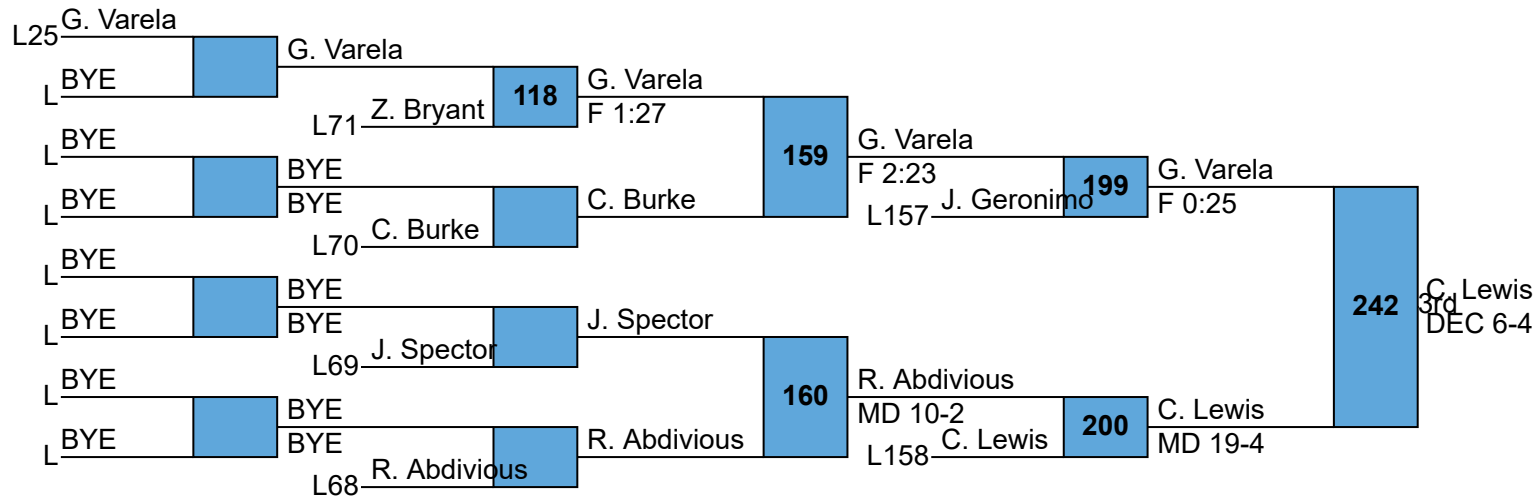 G. Varela
L25
BYE
L
G. Varela
L71
Z. Bryant
118
G. Varela
F 1:27
BYE
L
BYE
L
BYE
BYE
L70
C. Burke
C. Burke
159
G. Varela
F 2:23
L157
J. Geronimo
199
G. Varela
F 0:25
BYE
L
BYE
L
BYE
BYE
L69
J. Spector
J. Spector
BYE
L
BYE
L
BYE
BYE
L68
R. Abdivious
R. Abdivious
160
R. Abdivious
MD 10-2
L158
C. Lewis
200
C. Lewis
MD 19-4
242
3rd
C. Lewis
DEC 6-4